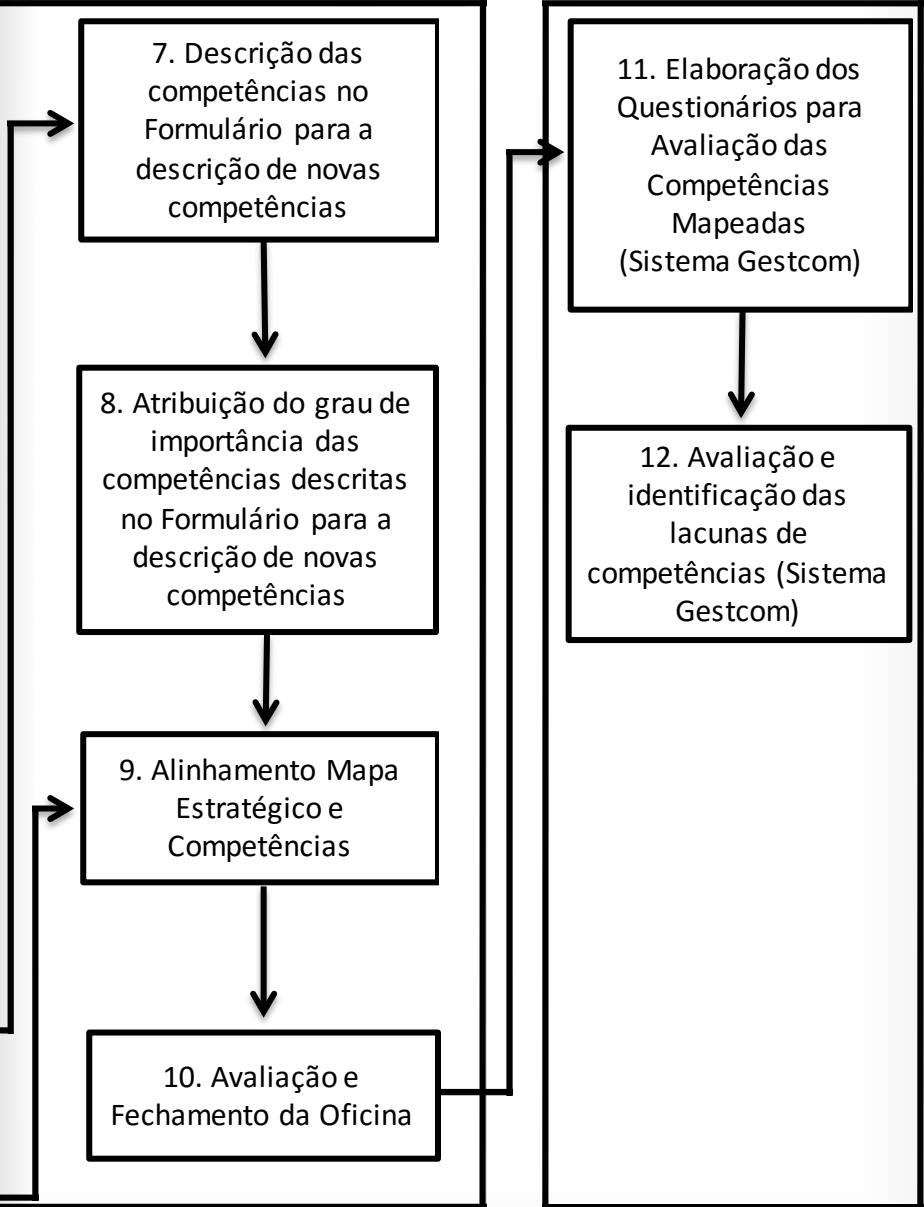 7. Descrição das
competências no
Formulário para a
descrição de novas
competências
8. Atribuição do grau de
importância das
competências descritas
no Formulário para a
descrição de novas
competências
9. Alinhamento Mapa
Estratégico e
Competências
10. Avaliação e
Fechamento da Oficina
11. Elaboração dos
Questionários para
Avaliação das
Competências
Mapeadas
(Sistema Gestcom)
12. Avaliação e
identificação das
lacunas de
competências (Sistema
Gestcom)